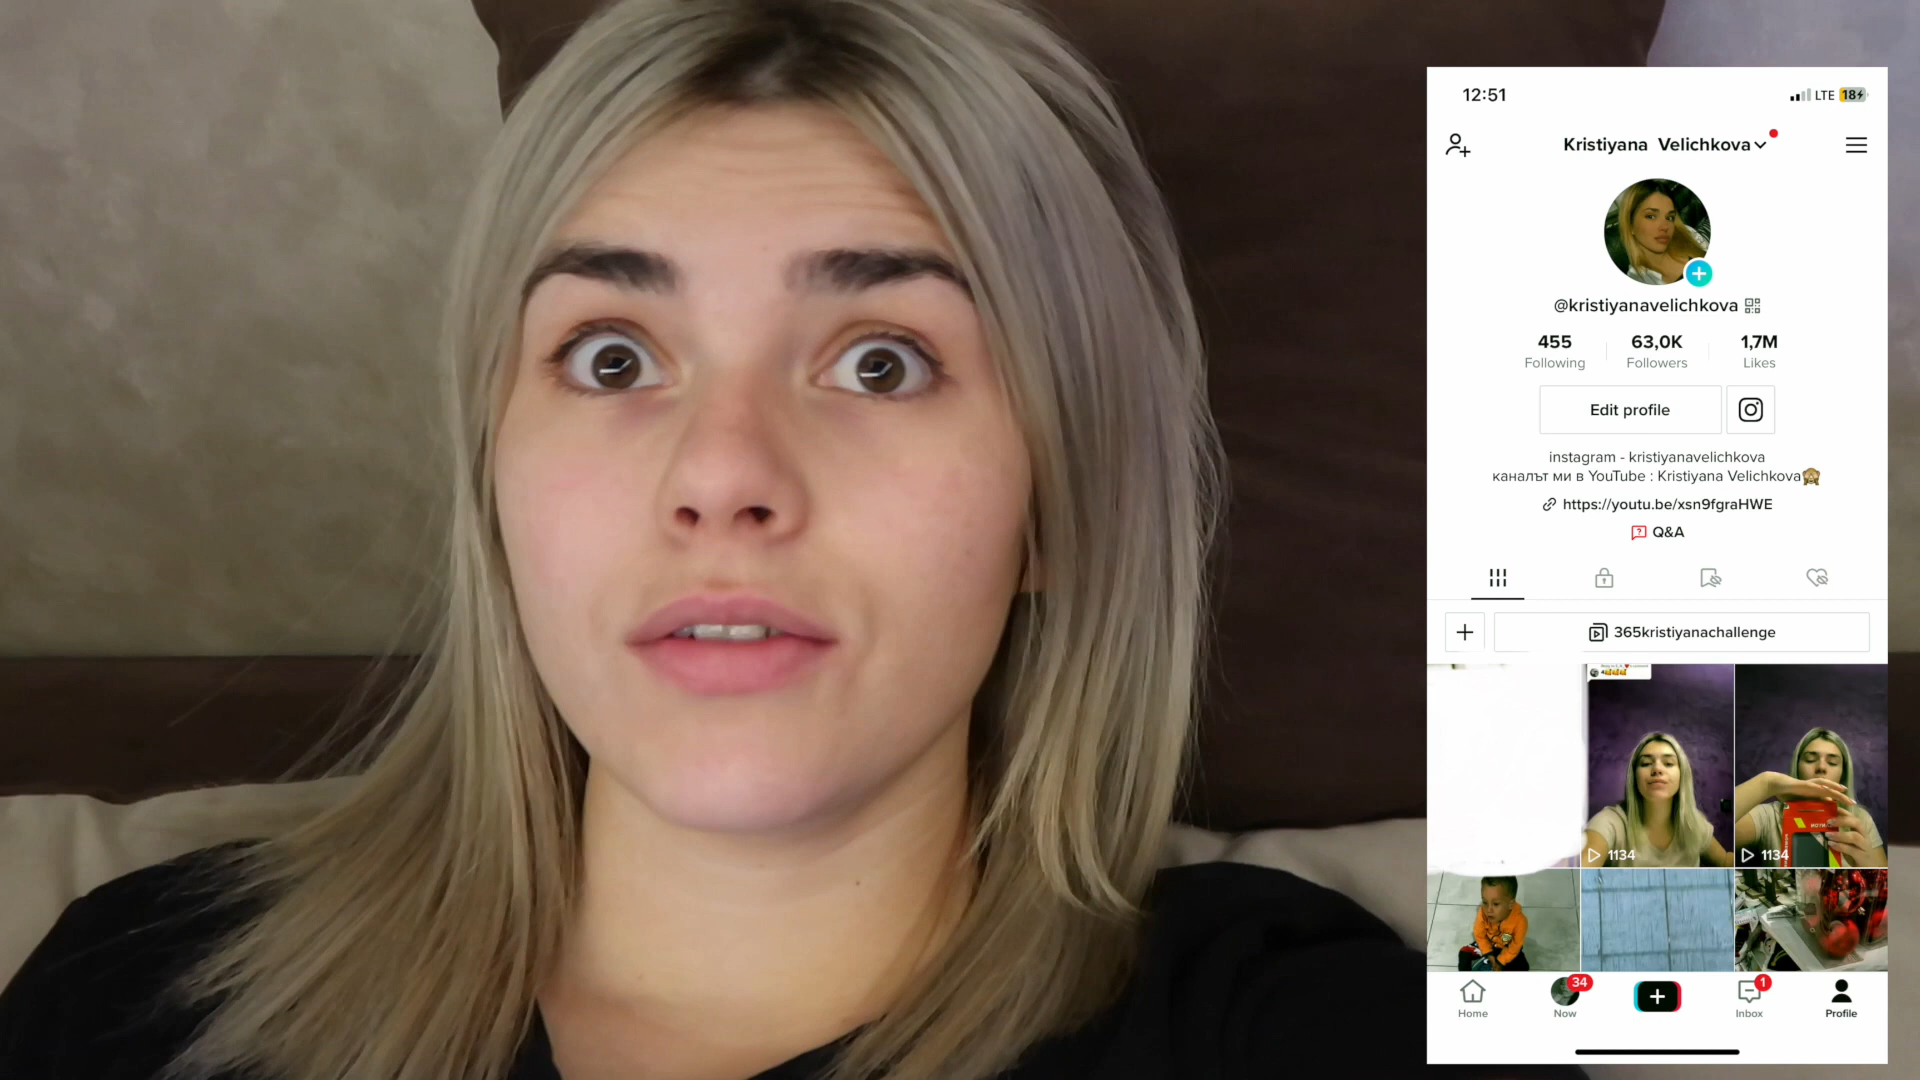 12:51
LTE 18
Kristiyana Velichkova
@kristiyanavelichkova
455 63,0K 1,7M
Following Followers Likes
Edit profile
instagram - kristiyanavelichkova
каналът ми в YouTube : Kristiyana Velichkova🙈
https://youtu.be/xsn9fgraHWE
Q&A
365kristiyanachallenge
1134 1134
34 1
Home Now Inbox Profile